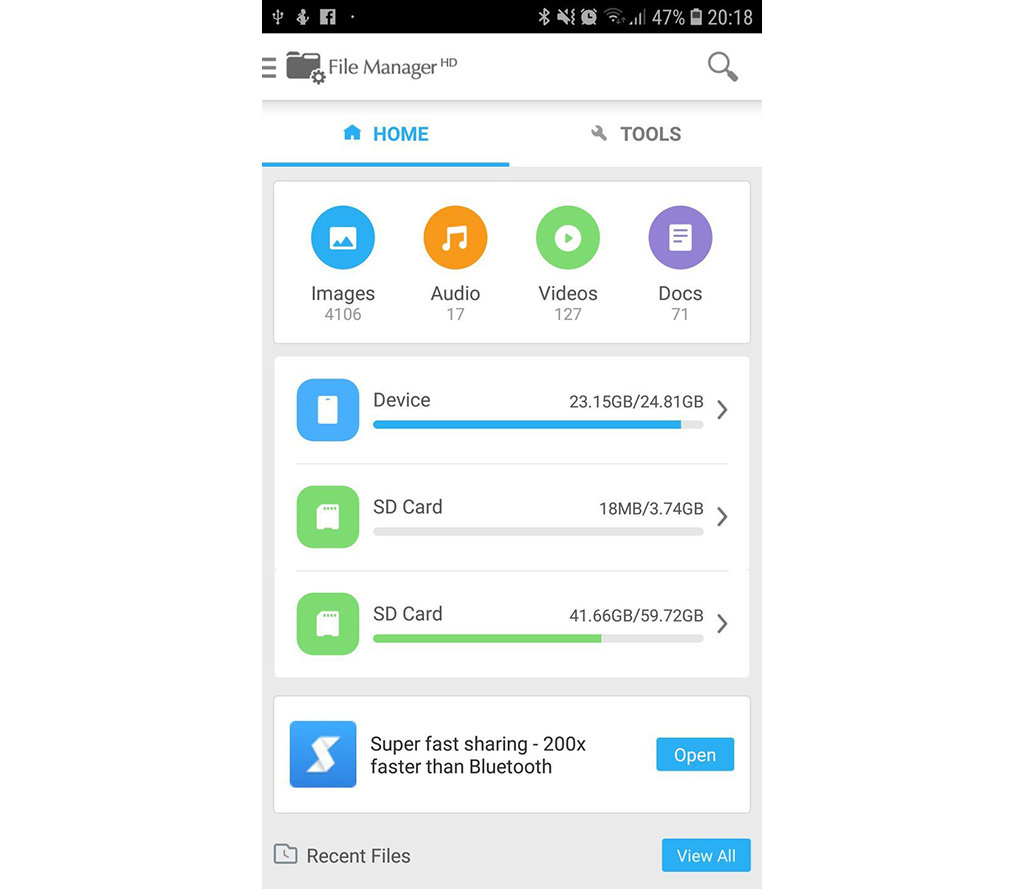 47% 20:18
File Manager HD
HOME TOOLS
Images Audio Videos Docs
4106 17 127 71
Device 23.15GB/24.81GB
SD Card 18MB/3.74GB
SD Card 41.66GB/59.72GB
Super fast sharing - 200x
faster than Bluetooth
Open
Recent Files View All